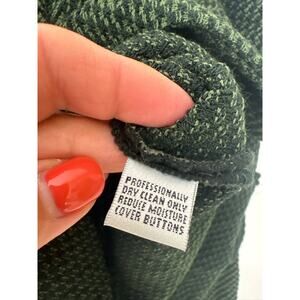 PROFESSIONALLY
DRY CLEAN ONLY
REDUCE MOISTURE
COVER BUTTONS